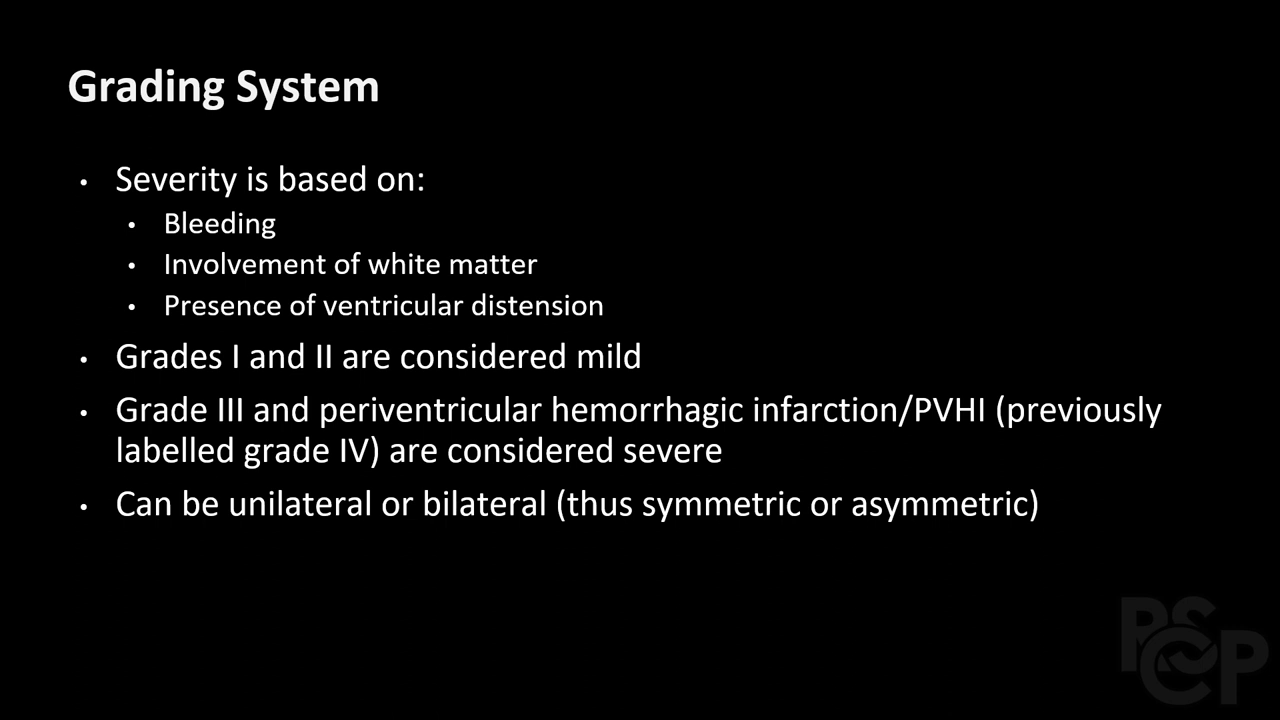 Grading System
• Severity is based on:
• Bleeding
• Involvement of white matter
• Presence of ventricular distension
• Grades I and II are considered mild
• Grade III and periventricular hemorrhagic infarction/PVHI (previously
labelled grade IV) are considered severe
• Can be unilateral or bilateral (thus symmetric or asymmetric)
PSCP